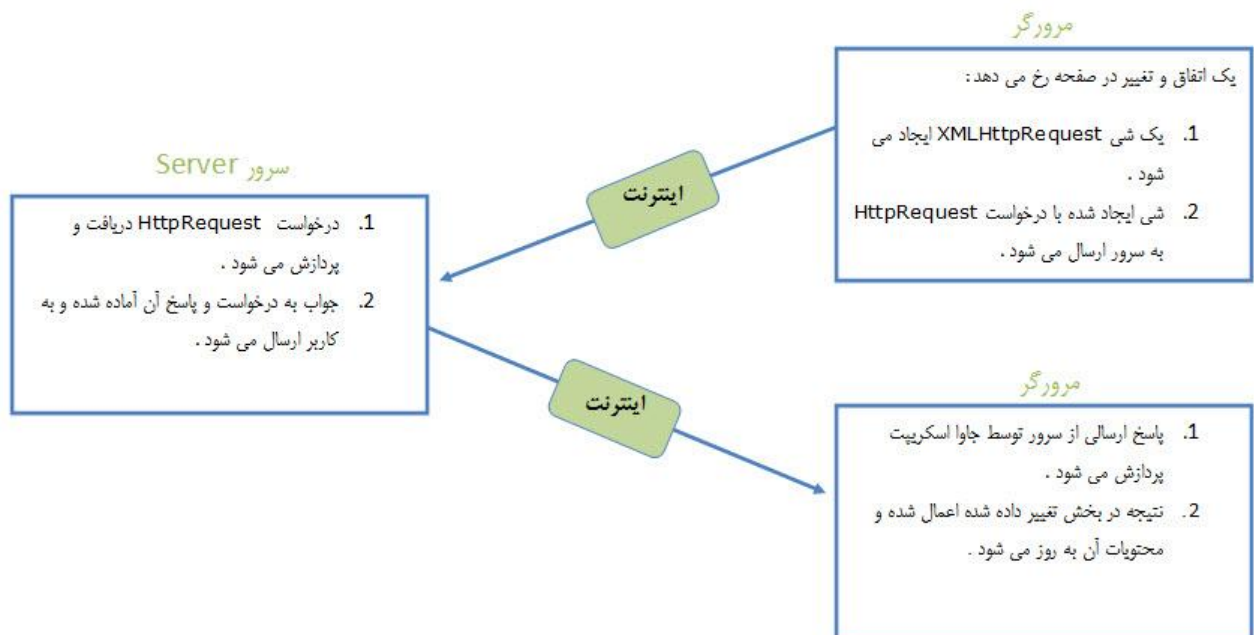 مرورگر
یک اتفاق و تغییر در صفحه رخ می دهد :
1. یک شی XMLHttpRequest ایجاد می
شود .
2. شی ایجاد شده با درخواست HttpRequest
به سرور ارسال می شود .
اینترنت
سرور Server
1. درخواست HttpRequest دریافت و
پردازش می شود .
2. جواب به درخواست و پاسخ آن آماده شده و به
کاربر ارسال می شود .
اینترنت
مرورگر
1. پاسخ ارسالی از سرور توسط جاوا اسکریپت
پردازش می شود .
2. نتیجه در بخش تغییر داده شده اعمال شده و
محتویات آن به روز می شود .